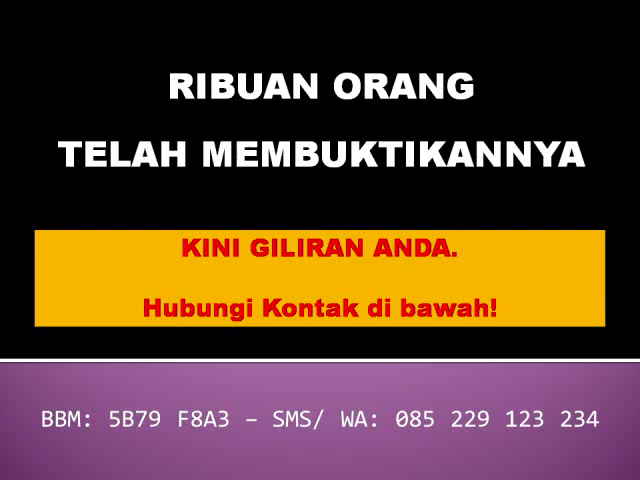 RIBUAN ORANG
TELAH MEMBUKTIKANNYA
KINI GILIRAN ANDA.
Hubungi Kontak di bawah!
BBM: 5B79 F8A3 – SMS/ WA: 085 229 123 234